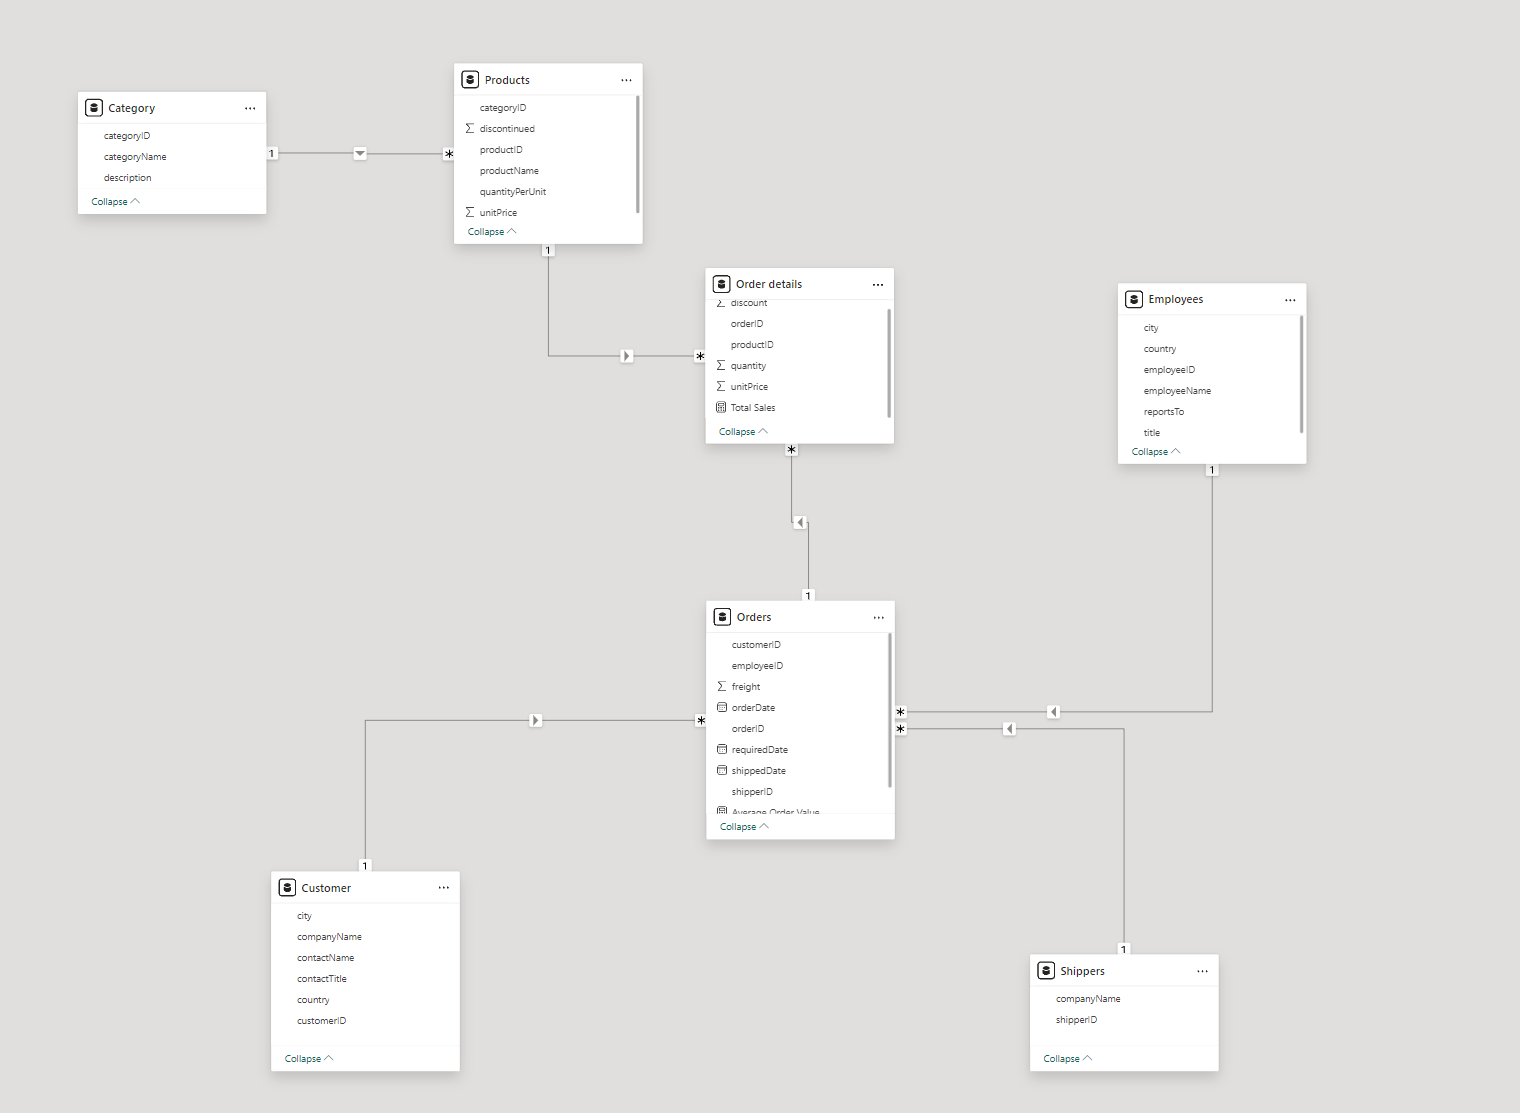 Category
categoryID
categoryName
description
Collapse
1
*
Products
categoryID
discontinued
productID
productName
quantityPerUnit
unitPrice
Collapse
1
*
Order details
discount
orderID
productID
quantity
unitPrice
Total Sales
Collapse
*
1
Employees
city
country
employeeID
employeeName
reportsTo
title
Collapse
1
Orders
customerID
employeeID
freight
orderDate
orderID
requiredDate
shippedDate
shipperID
Average Order Value
Collapse
*
*
*
1
Customer
city
companyName
contactName
contactTitle
country
customerID
Collapse
1
Shippers
companyName
shipperID
Collapse